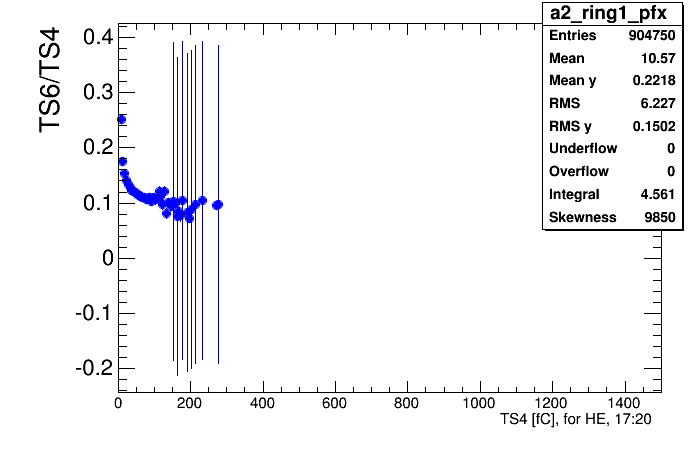 a2_ring1_pfx
Entries 904750
Mean 10.57
Mean y 0.2218
RMS 6.227
RMS y 0.1502
Underflow 0
Overflow 0
Integral 4.561
Skewness 9850
TS6/TS4
0.4
0.3
0.2
0.1
0
-0.1
-0.2
0 200 400 600 800 1000 1200 1400
TS4 [fC], for HE, 17:20